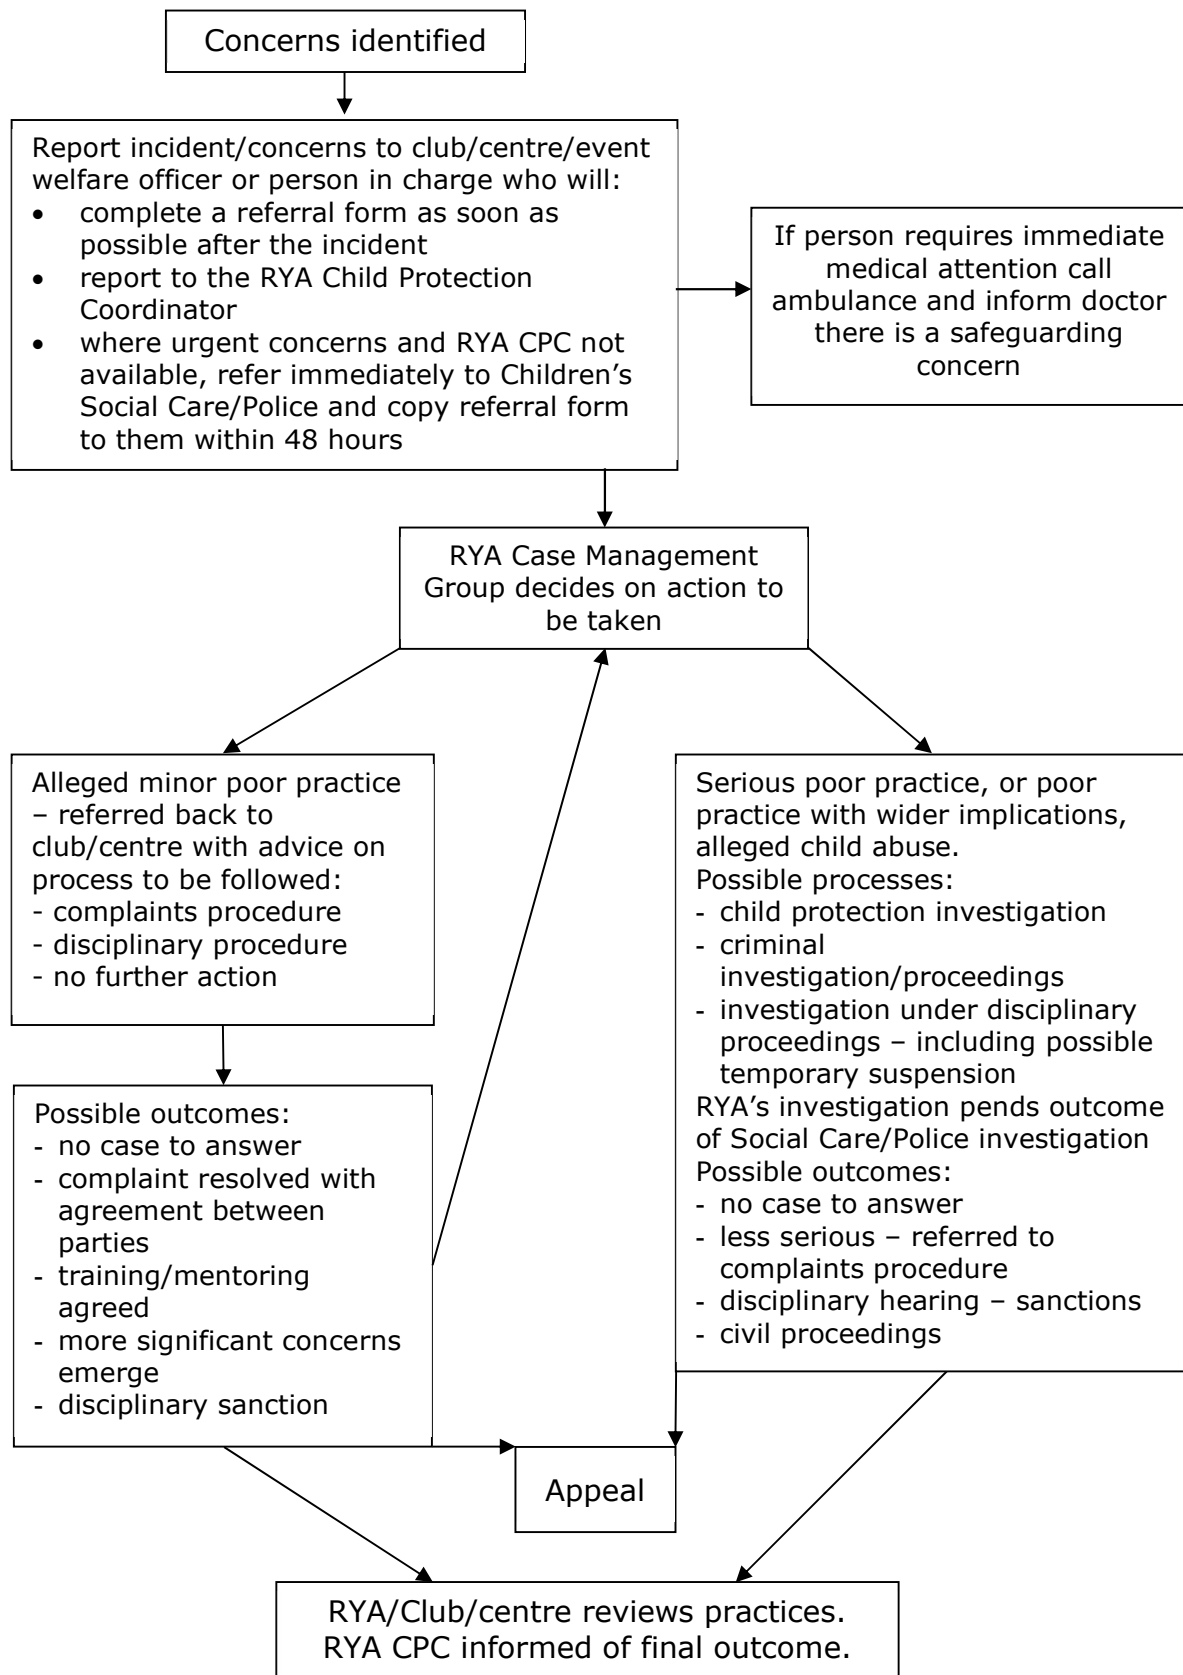 Concerns identified
Report incident/concerns to club/centre/event
welfare officer or person in charge who will:
• complete a referral form as soon as
possible after the incident
• report to the RYA Child Protection
Coordinator
• where urgent concerns and RYA CPC not
available, refer immediately to Children’s
Social Care/Police and copy referral form
to them within 48 hours
If person requires immediate
medical attention call
ambulance and inform doctor
there is a safeguarding
concern
RYA Case Management
Group decides on action to
be taken
Alleged minor poor practice
– referred back to
club/centre with advice on
process to be followed:
- complaints procedure
- disciplinary procedure
- no further action
Serious poor practice, or poor
practice with wider implications,
alleged child abuse.
Possible processes:
- child protection investigation
- criminal
investigation/proceedings
- investigation under disciplinary
proceedings – including possible
temporary suspension
RYA’s investigation pends outcome
of Social Care/Police investigation
Possible outcomes:
- no case to answer
- less serious – referred to
complaints procedure
- disciplinary hearing – sanctions
- civil proceedings
Possible outcomes:
- no case to answer
- complaint resolved with
agreement between
parties
- training/mentoring
agreed
- more significant concerns
emerge
- disciplinary sanction
Appeal
RYA/Club/centre reviews practices.
RYA CPC informed of final outcome.